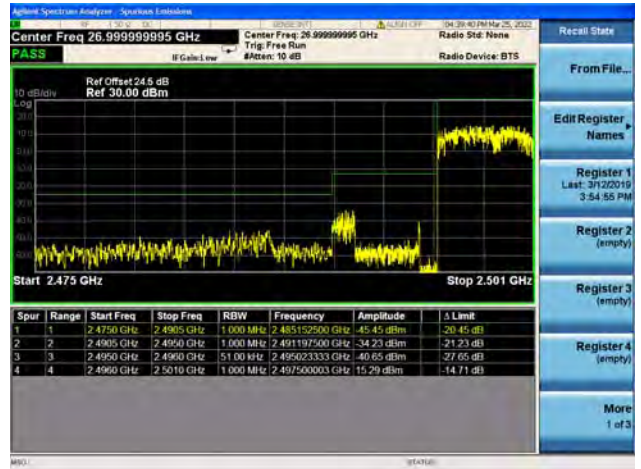 Agilent Spectrum Analyzer - Spurious Emissions
RF 50 Ω DC SENSE:INT ALIGN OFF 04:39:40 PM Mar 25, 2022
Center Freq 26.999999995 GHz Center Freq: 26.999999995 GHz Radio Std: None
Trig: Free Run
PASS IFGain:Low #Atten: 10 dB Radio Device: BTS
Ref Offset 24.5 dB
10 dB/div Ref 30.00 dBm
Log
Start 2.475 GHz Stop 2.501 GHz
Spur Range Start Freq Stop Freq RBW Frequency Amplitude Δ Limit
1 1 2.4750 GHz 2.4905 GHz 1.000 MHz 2.485152500 GHz -45.45 dBm -20.45 dB
2 2 2.4905 GHz 2.4950 GHz 1.000 MHz 2.491197500 GHz -34.23 dBm -21.23 dB
3 3 2.4950 GHz 2.4960 GHz 51.00 kHz 2.495023333 GHz -40.65 dBm -27.65 dB
4 4 2.4960 GHz 2.5010 GHz 1.000 MHz 2.497500003 GHz 15.29 dBm -14.71 dB
MSG STATUS
Recall State
From File...
Edit Register
Names
Register 1
Last: 3/12/2019
3:54:55 PM
Register 2
(empty)
Register 3
(empty)
Register 4
(empty)
More
1 of 3